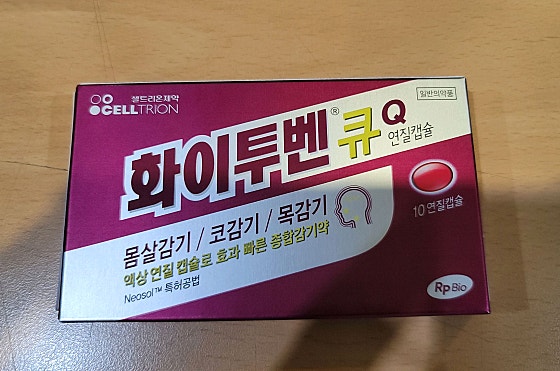 셀트리온제약
CELLTRION
일반의약품
화이투벤® 큐 Q
연질캡슐
10 연질캡슐
몸살감기 / 코감기 / 목감기
액상 연질 캡슐로 효과 빠른 종합감기약
Neosol™ 특허공법
Rp Bio